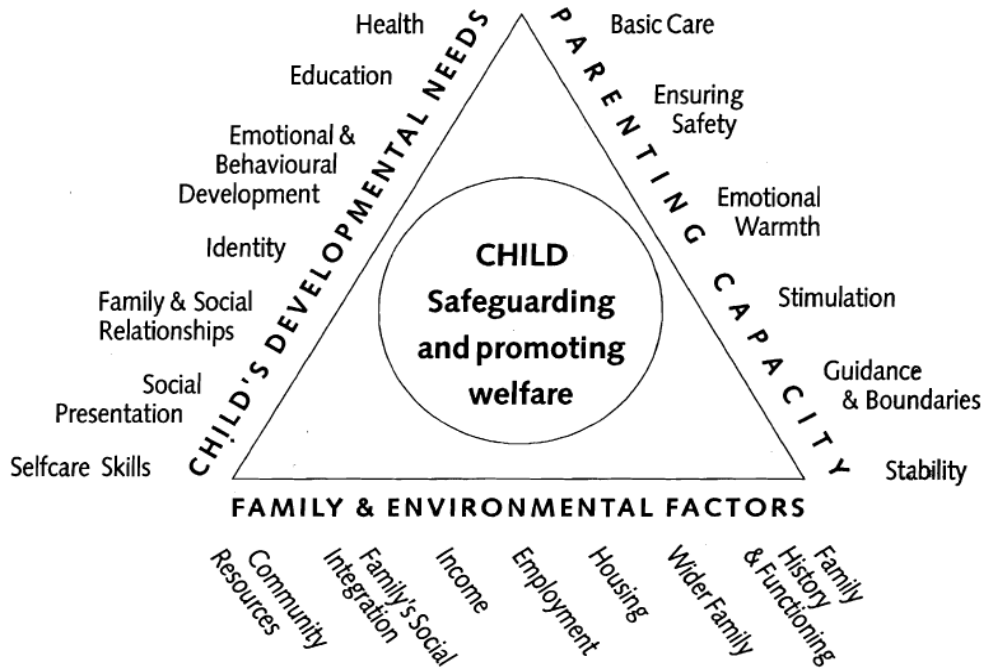 Health
Education
Emotional &
Behavioural
Development
Identity
Family & Social
Relationships
Social
Presentation
Selfcare Skills
CHILD'S DEVELOPMENTAL NEEDS
PARENTING CAPACITY
Basic Care
Ensuring
Safety
Emotional
Warmth
Stimulation
Guidance
& Boundaries
Stability
CHILD
Safeguarding
and promoting
welfare
FAMILY & ENVIRONMENTAL FACTORS
Community
Resources
Family's Social
Integration
Income
Employment
Housing
Wider Family
Family
History
& Functioning